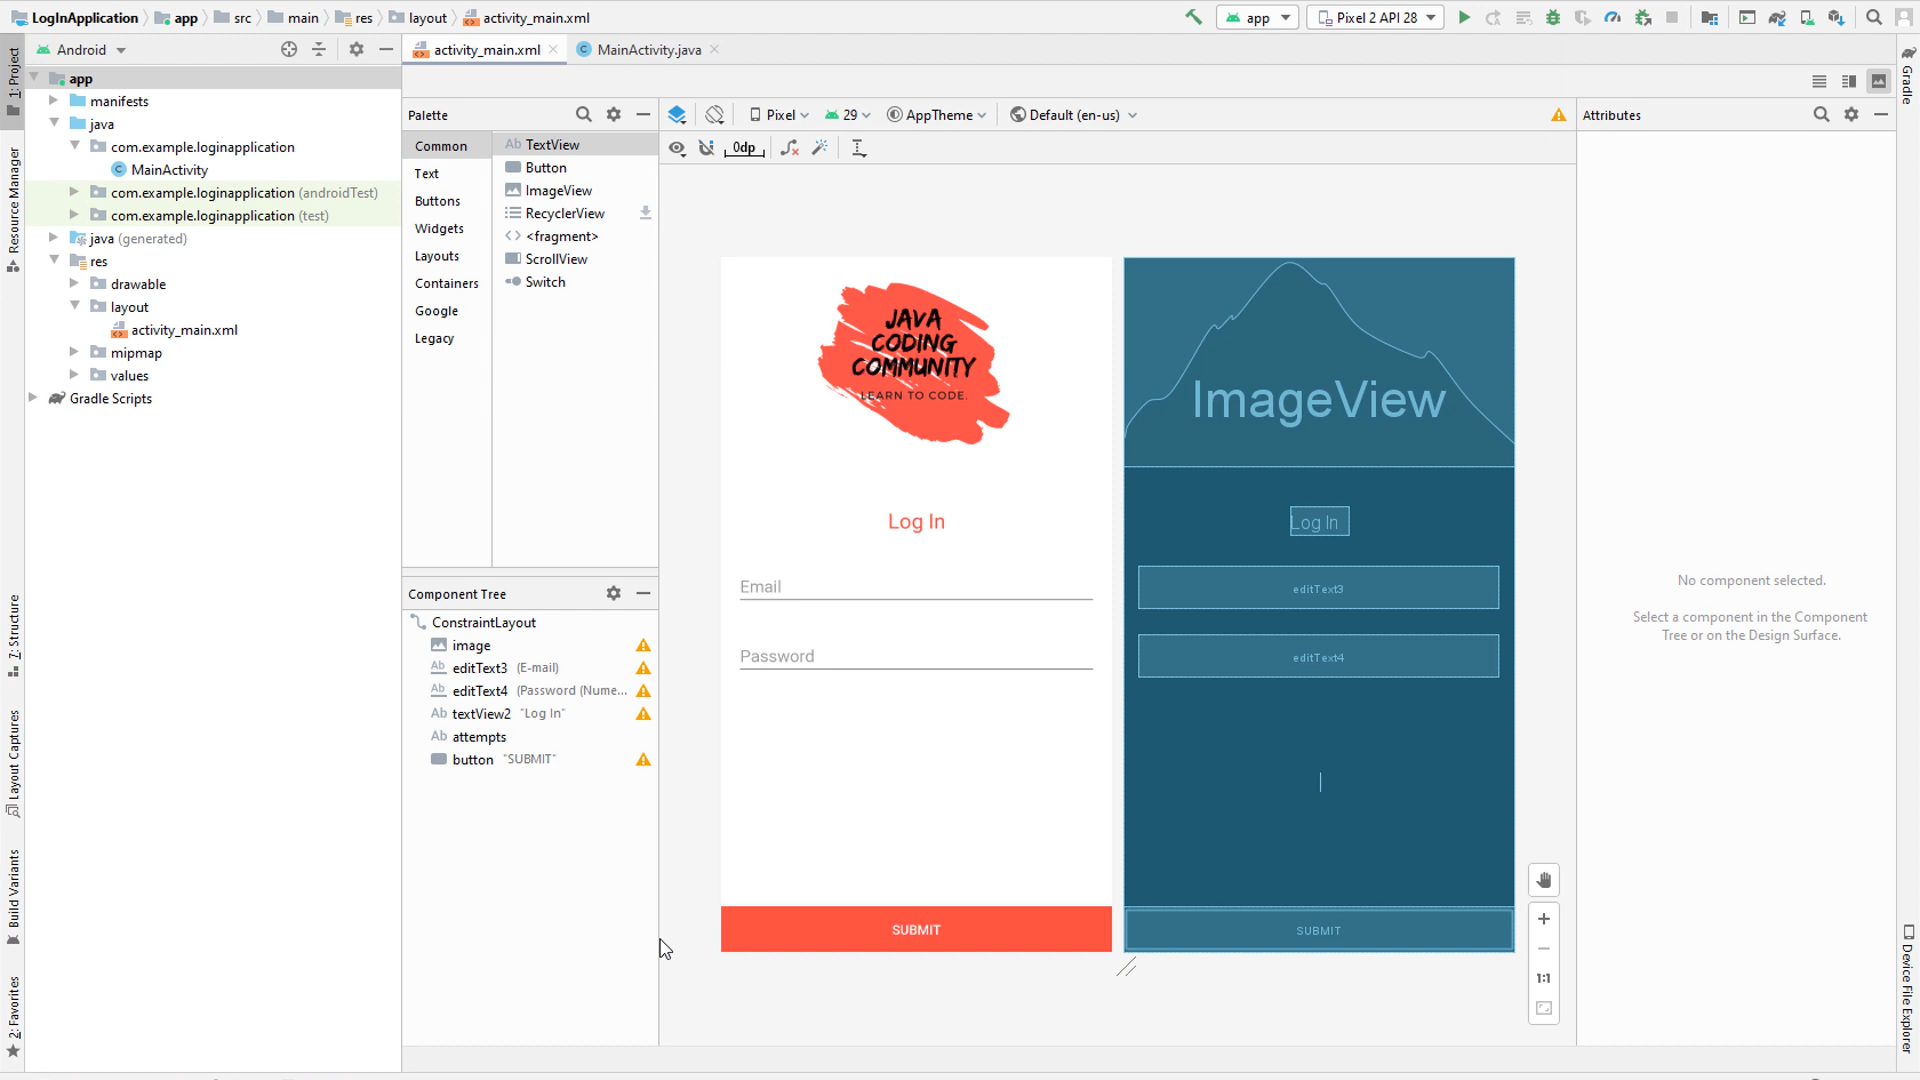 LogInApplication app src main res layout activity_main.xml
app Pixel 2 API 28
Android
activity_main.xml MainActivity.java
1: Project
Resource Manager
7: Structure
Layout Captures
Build Variants
2: Favorites
app
manifests
java
com.example.loginapplication
MainActivity
com.example.loginapplication (androidTest)
com.example.loginapplication (test)
java (generated)
res
drawable
layout
activity_main.xml
mipmap
values
Gradle Scripts
Palette
Common
Text
Buttons
Widgets
Layouts
Containers
Google
Legacy
Ab TextView
Button
ImageView
RecyclerView
<fragment>
ScrollView
Switch
Component Tree
ConstraintLayout
image
Ab editText3 (E-mail)
Ab editText4 (Password (Nume...
Ab textView2 "Log In"
Ab attempts
button "SUBMIT"
Pixel 29 AppTheme Default (en-us)
0dp
JAVA
CODING
COMMUNITY
LEARN TO CODE.
Log In
Email
Password
SUBMIT
ImageView
Log In
editText3
editText4
SUBMIT
1:1
Attributes
No component selected.
Select a component in the Component
Tree or on the Design Surface.
Gradle
Device File Explorer